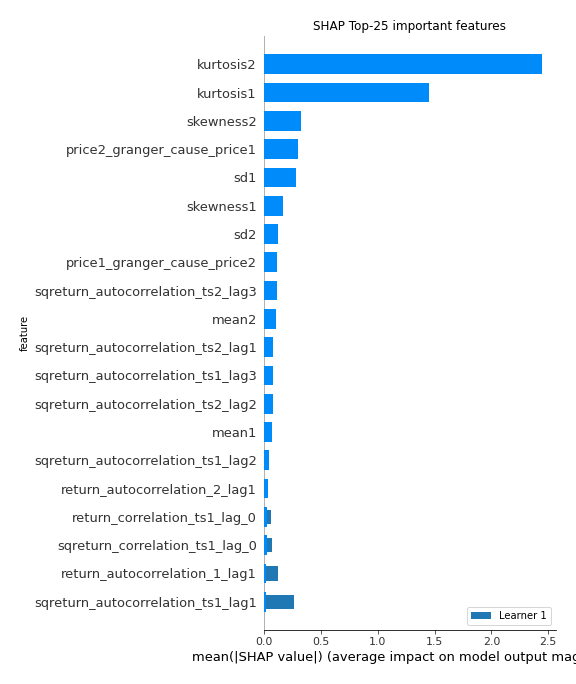 SHAP Top-25 important features
kurtosis2
kurtosis1
skewness2
price2_granger_cause_price1
sd1
skewness1
sd2
price1_granger_cause_price2
sqreturn_autocorrelation_ts2_lag3
mean2
feature
sqreturn_autocorrelation_ts2_lag1
sqreturn_autocorrelation_ts1_lag3
sqreturn_autocorrelation_ts2_lag2
mean1
sqreturn_autocorrelation_ts1_lag2
return_autocorrelation_2_lag1
return_correlation_ts1_lag_0
sqreturn_correlation_ts1_lag_0
return_autocorrelation_1_lag1
sqreturn_autocorrelation_ts1_lag1
Learner 1
0.0 0.5 1.0 1.5 2.0 2.5
mean(|SHAP value|) (average impact on model output mag